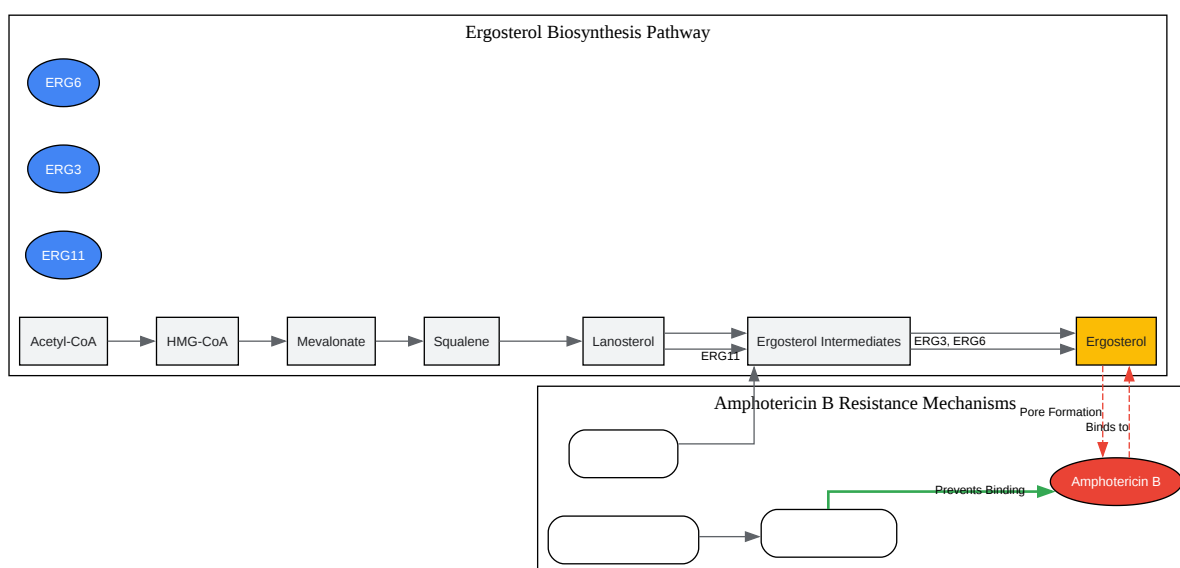 Ergosterol Biosynthesis Pathway
ERG6
ERG3
ERG11
Acetyl-CoA
HMG-CoA
Mevalonate
Squalene
Lanosterol
ERG11
Ergosterol Intermediates
ERG3, ERG6
Ergosterol
Amphotericin B Resistance Mechanisms
Pore Formation
Binds to
Amphotericin B
Prevents Binding